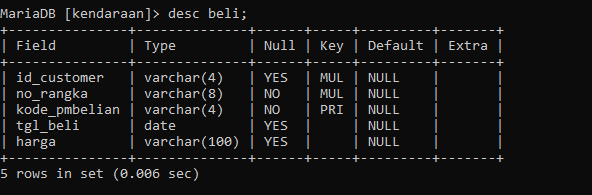 MariaDB [kendaraan]> desc beli;
+---------------+--------------+------+-----+---------+-------+
| Field         | Type         | Null | Key | Default | Extra |
+---------------+--------------+------+-----+---------+-------+
| id_customer   | varchar(4)   | YES  | MUL | NULL    |       |
| no_rangka     | varchar(8)   | NO   | MUL | NULL    |       |
| kode_pmbelian | varchar(4)   | NO   | PRI | NULL    |       |
| tgl_beli      | date         | YES  |     | NULL    |       |
| harga         | varchar(100) | YES  |     | NULL    |       |
+---------------+--------------+------+-----+---------+-------+
5 rows in set (0.006 sec)